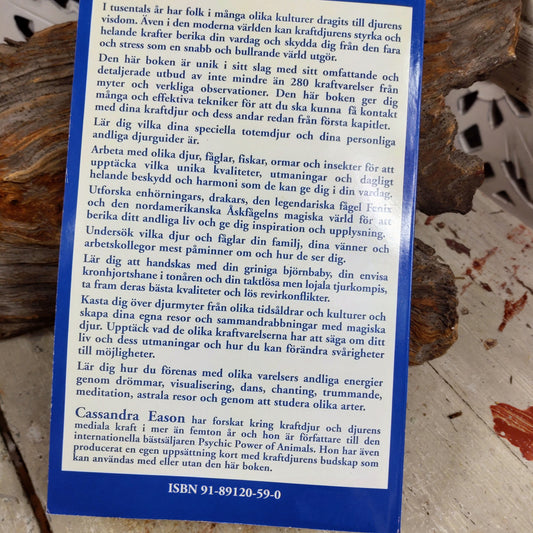 I tusentals år har folk i många olika kulturer dragits till djurens
visdom. Även i den moderna världen kan kraftdjurens styrka och
helande krafter berika din vardag och skydda dig från den fara
och stress som en snabb och bullrande värld utgör.
Den här boken är unik i sitt slag med sitt omfattande och
detaljerade utbud av inte mindre än 280 kraftvarelser från
myter och verkliga observationer. Den här boken ger dig
många och effektiva tekniker för att du ska kunna få kontakt
med dina kraftdjur och dess andar redan från första kapitlet.
Lär dig vilka dina speciella totemdjur och dina personliga
andliga djurguider är.
Arbeta med olika djur, fåglar, fiskar, ormar och insekter för att
upptäcka vilka unika kvaliteter, utmaningar och dagligt
helande beskydd och harmoni som de kan ge dig i din vardag.
Utforska enhörningars, drakars, den legendariska fågel Fenix
och den nordamerikanska Åskfågelns magiska värld för att
berika ditt andliga liv och ge dig inspiration och upplysning.
Undersök vilka djur och fåglar din familj, dina vänner och
arbetskollegor mest påminner om och hur de ser dig.
Lär dig att handskas med din griniga björnbaby, din envisa
kronhjortshane i tonåren och din taktlösa men lojala tjurkompis,
ta fram deras bästa kvaliteter och lös revirkonflikter.
Kasta dig över djurmyter från olika tidsåldrar och kulturer och
skapa dina egna resor och sammandrabbningar med magiska
djur. Upptäck vad de olika kraftvarelserna har att säga om ditt
liv och dess utmaningar och hur du kan förändra svårigheter
till möjligheter.
Lär dig hur du förenas med olika varelsers andliga energier
genom drömmar, visualisering, dans, chanting, trummande,
meditation, astrala resor och genom att studera olika arter.
Cassandra Eason har forskat kring kraftdjur och djurens
mediala kraft i mer än femton år och hon är författare till den
internationella bästsäljaren Psychic Power of Animals. Hon har även
producerat en egen uppsättning kort med kraftdjurens budskap som
kan användas med eller utan den här boken.
ISBN 91-89120-59-0